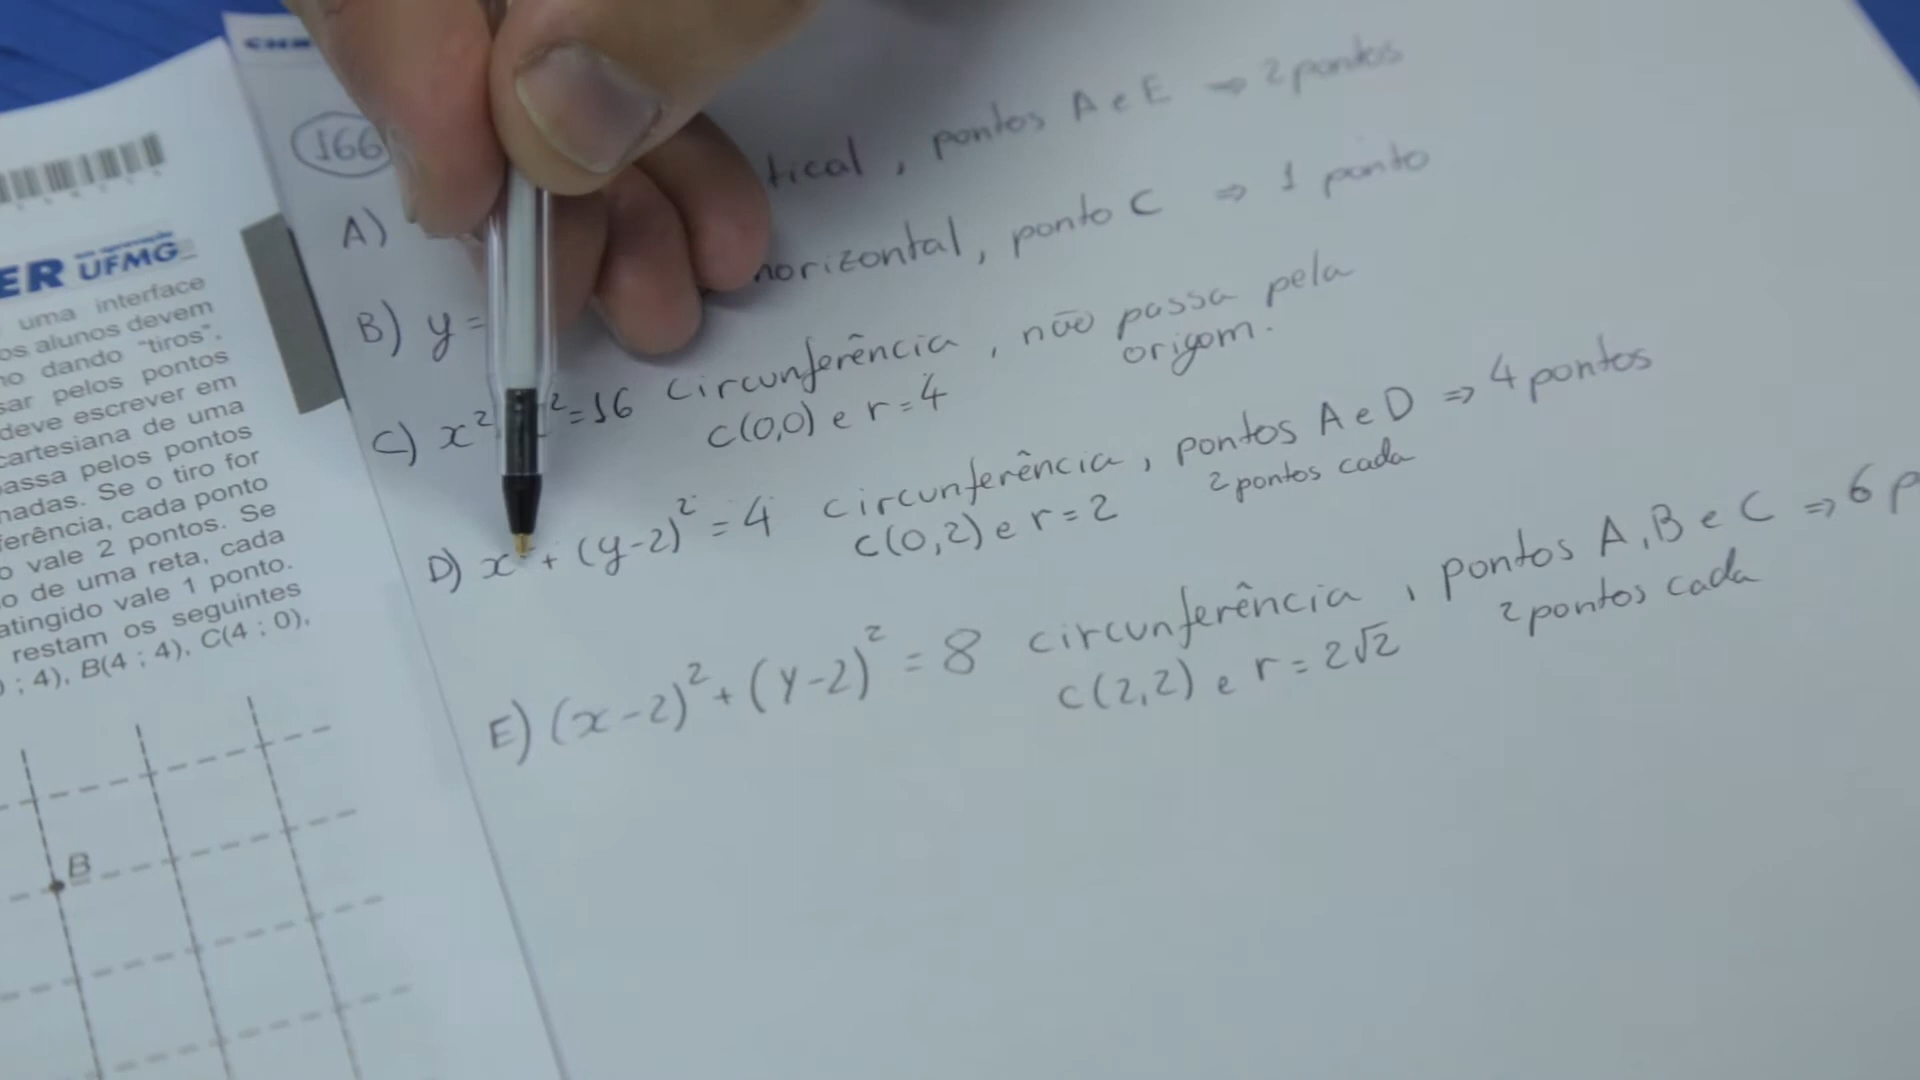 ER UFMG
uma interface
os alunos devem
dando "tiros".
sar pelos pontos
deve escrever em
cartesiana de uma
assa pelos pontos
nadas. Se o tiro for
ferência, cada ponto
o vale 2 pontos. Se
o de uma reta, cada
atingido vale 1 ponto.
restam os seguintes
; 4), B(4 ; 4), C(4 ; 0),
B
166
A) tical, pontos A e E ⇒ 2 pontos
B) y= horizontal, ponto C ⇒ 1 ponto
C) x² ²=16 circunferência, não passa pela
origem.
C(0,0) e r=4
D) x + (y-2)² = 4 circunferência, pontos A e D ⇒ 4 pontos
C(0,2) e r=2 2 pontos cada
E) (x-2)² + (y-2)² = 8 circunferência, pontos A, B e C ⇒ 6 p
C(2,2) e r=2√2 2 pontos cada